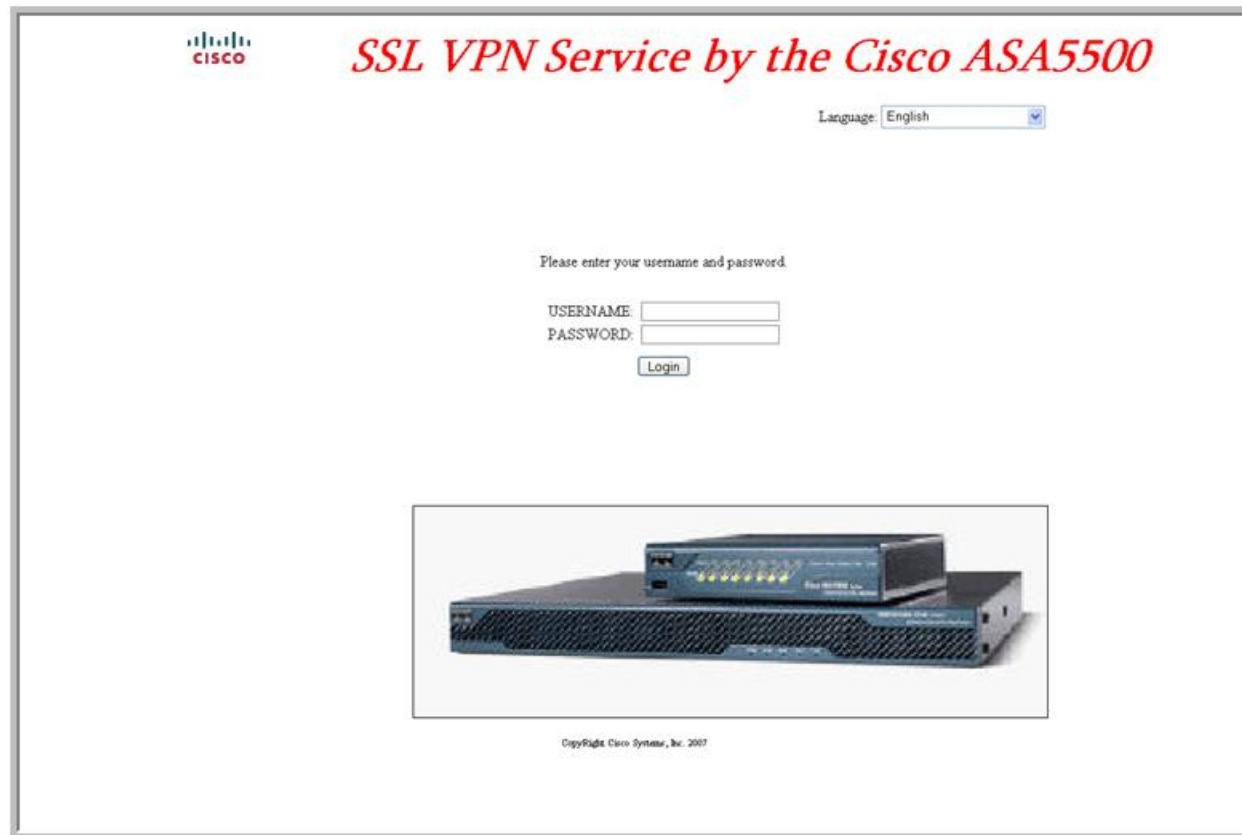 CISCO
SSL VPN Service by the Cisco ASA5500
Language: English
Please enter your username and password.
USERNAME:
PASSWORD:
Login
CopyRight Cisco Systems, Inc. 2007